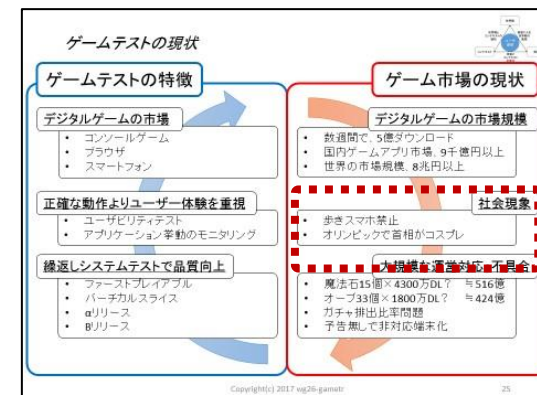 ゲームテストの現状
ゲームテストの特徴
デジタルゲームの市場
• コンソールゲーム
• ブラウザ
• スマートフォン
正確な動作よりユーザー体験を重視
• ユーザビリティテスト
• アプリケーション挙動のモニタリング
繰返しシステムテストで品質向上
• ファーストプレイアブル
• バーチカルスライス
• αリリース
• βリリース
ゲーム市場の現状
デジタルゲームの市場規模
• 数週間で、5億ダウンロード
• 国内ゲームアプリ市場、9千億円以上
• 世界の市場規模、8兆円以上
社会現象
• 歩きスマホ禁止
• オリンピックで首相がコスプレ
大規模な運営対応・不具合
• 魔法石15個×4300万DL? ≒516億
• オーブ33個×1800万DL? ≒424億
• ガチャ排出比率問題
• 予告無しで非対応端末化
Copyright(c) 2017 wg26-gametr
25